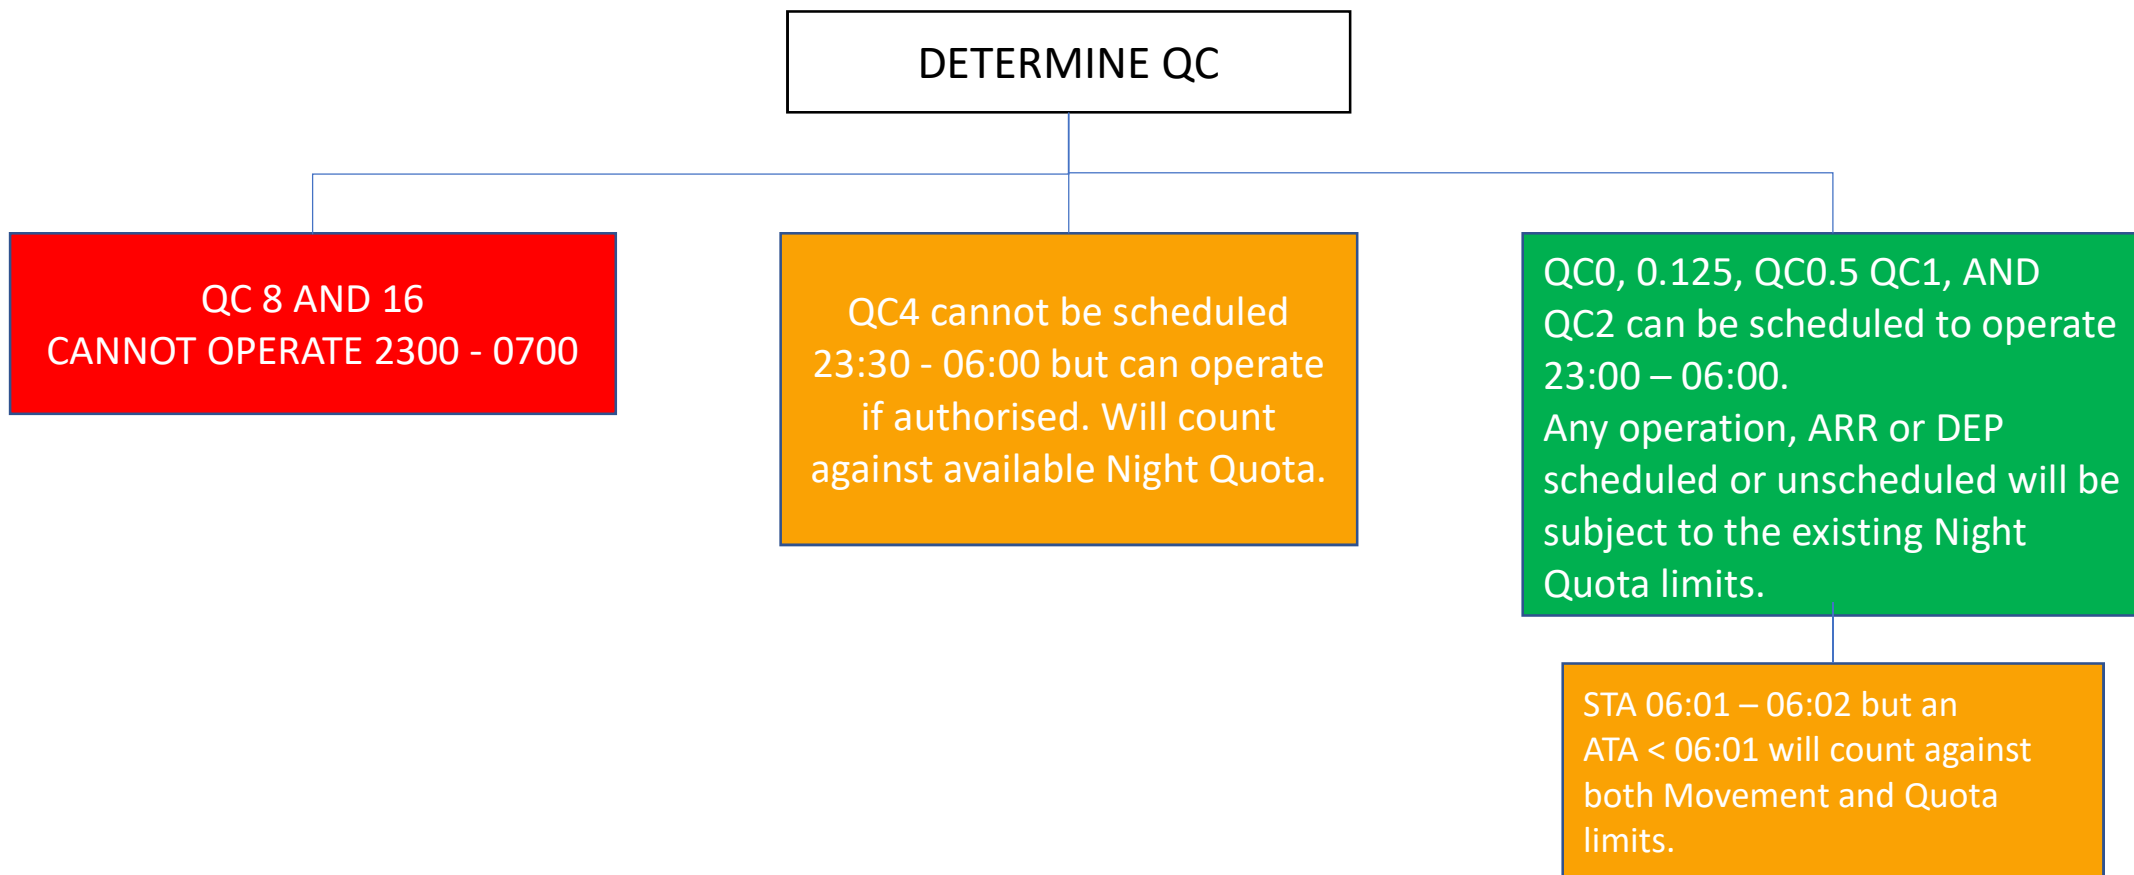 DETERMINE QC
QC 8 AND 16
CANNOT OPERATE 2300 - 0700
QC4 cannot be scheduled
23:30 - 06:00 but can operate
if authorised. Will count
against available Night Quota.
QC0, 0.125, QC0.5 QC1, AND
QC2 can be scheduled to operate
23:00 – 06:00.
Any operation, ARR or DEP
scheduled or unscheduled will be
subject to the existing Night
Quota limits.
STA 06:01 – 06:02 but an
ATA < 06:01 will count against
both Movement and Quota
limits.